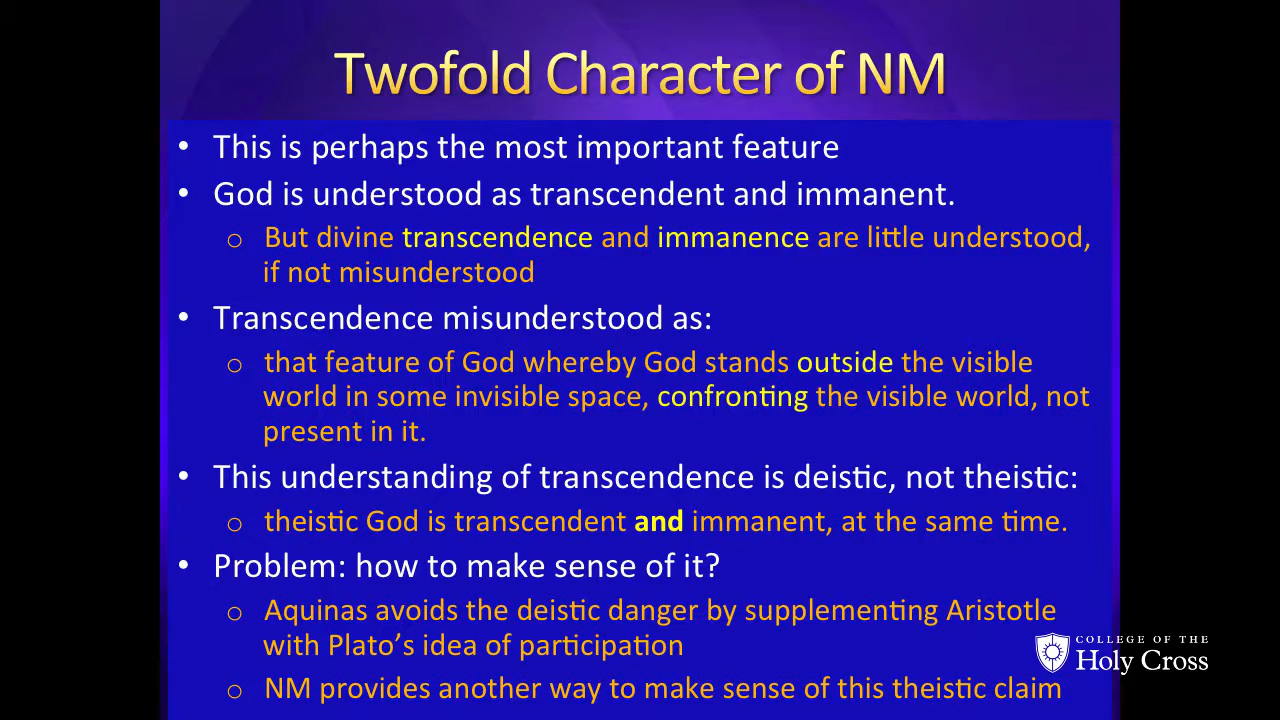 Twofold Character of NM
• This is perhaps the most important feature
• God is understood as transcendent and immanent.
o But divine transcendence and immanence are little understood,
if not misunderstood
• Transcendence misunderstood as:
o that feature of God whereby God stands outside the visible
world in some invisible space, confronting the visible world, not
present in it.
• This understanding of transcendence is deistic, not theistic:
o theistic God is transcendent and immanent, at the same time.
• Problem: how to make sense of it?
o Aquinas avoids the deistic danger by supplementing Aristotle
with Plato’s idea of participation
o NM provides another way to make sense of this theistic claim
COLLEGE OF THE
Holy Cross